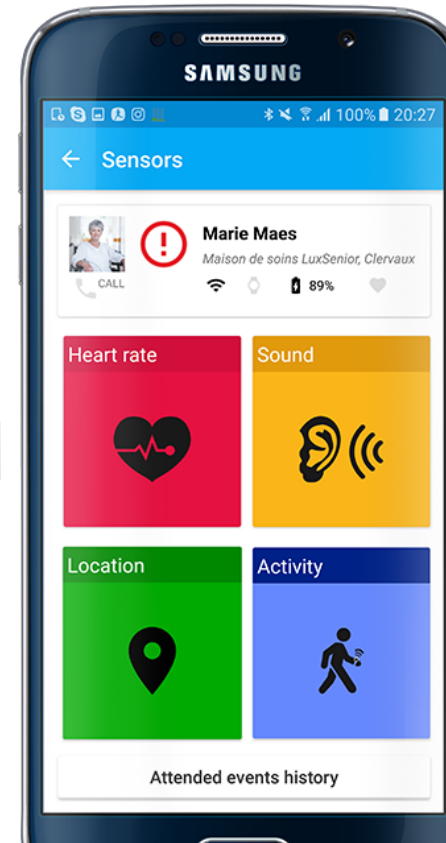 SAMSUNG
100% 20:27
Sensors
Marie Maes
Maison de soins LuxSenior, Clervaux
CALL
89%
Heart rate
Sound
Location
Activity
Attended events history